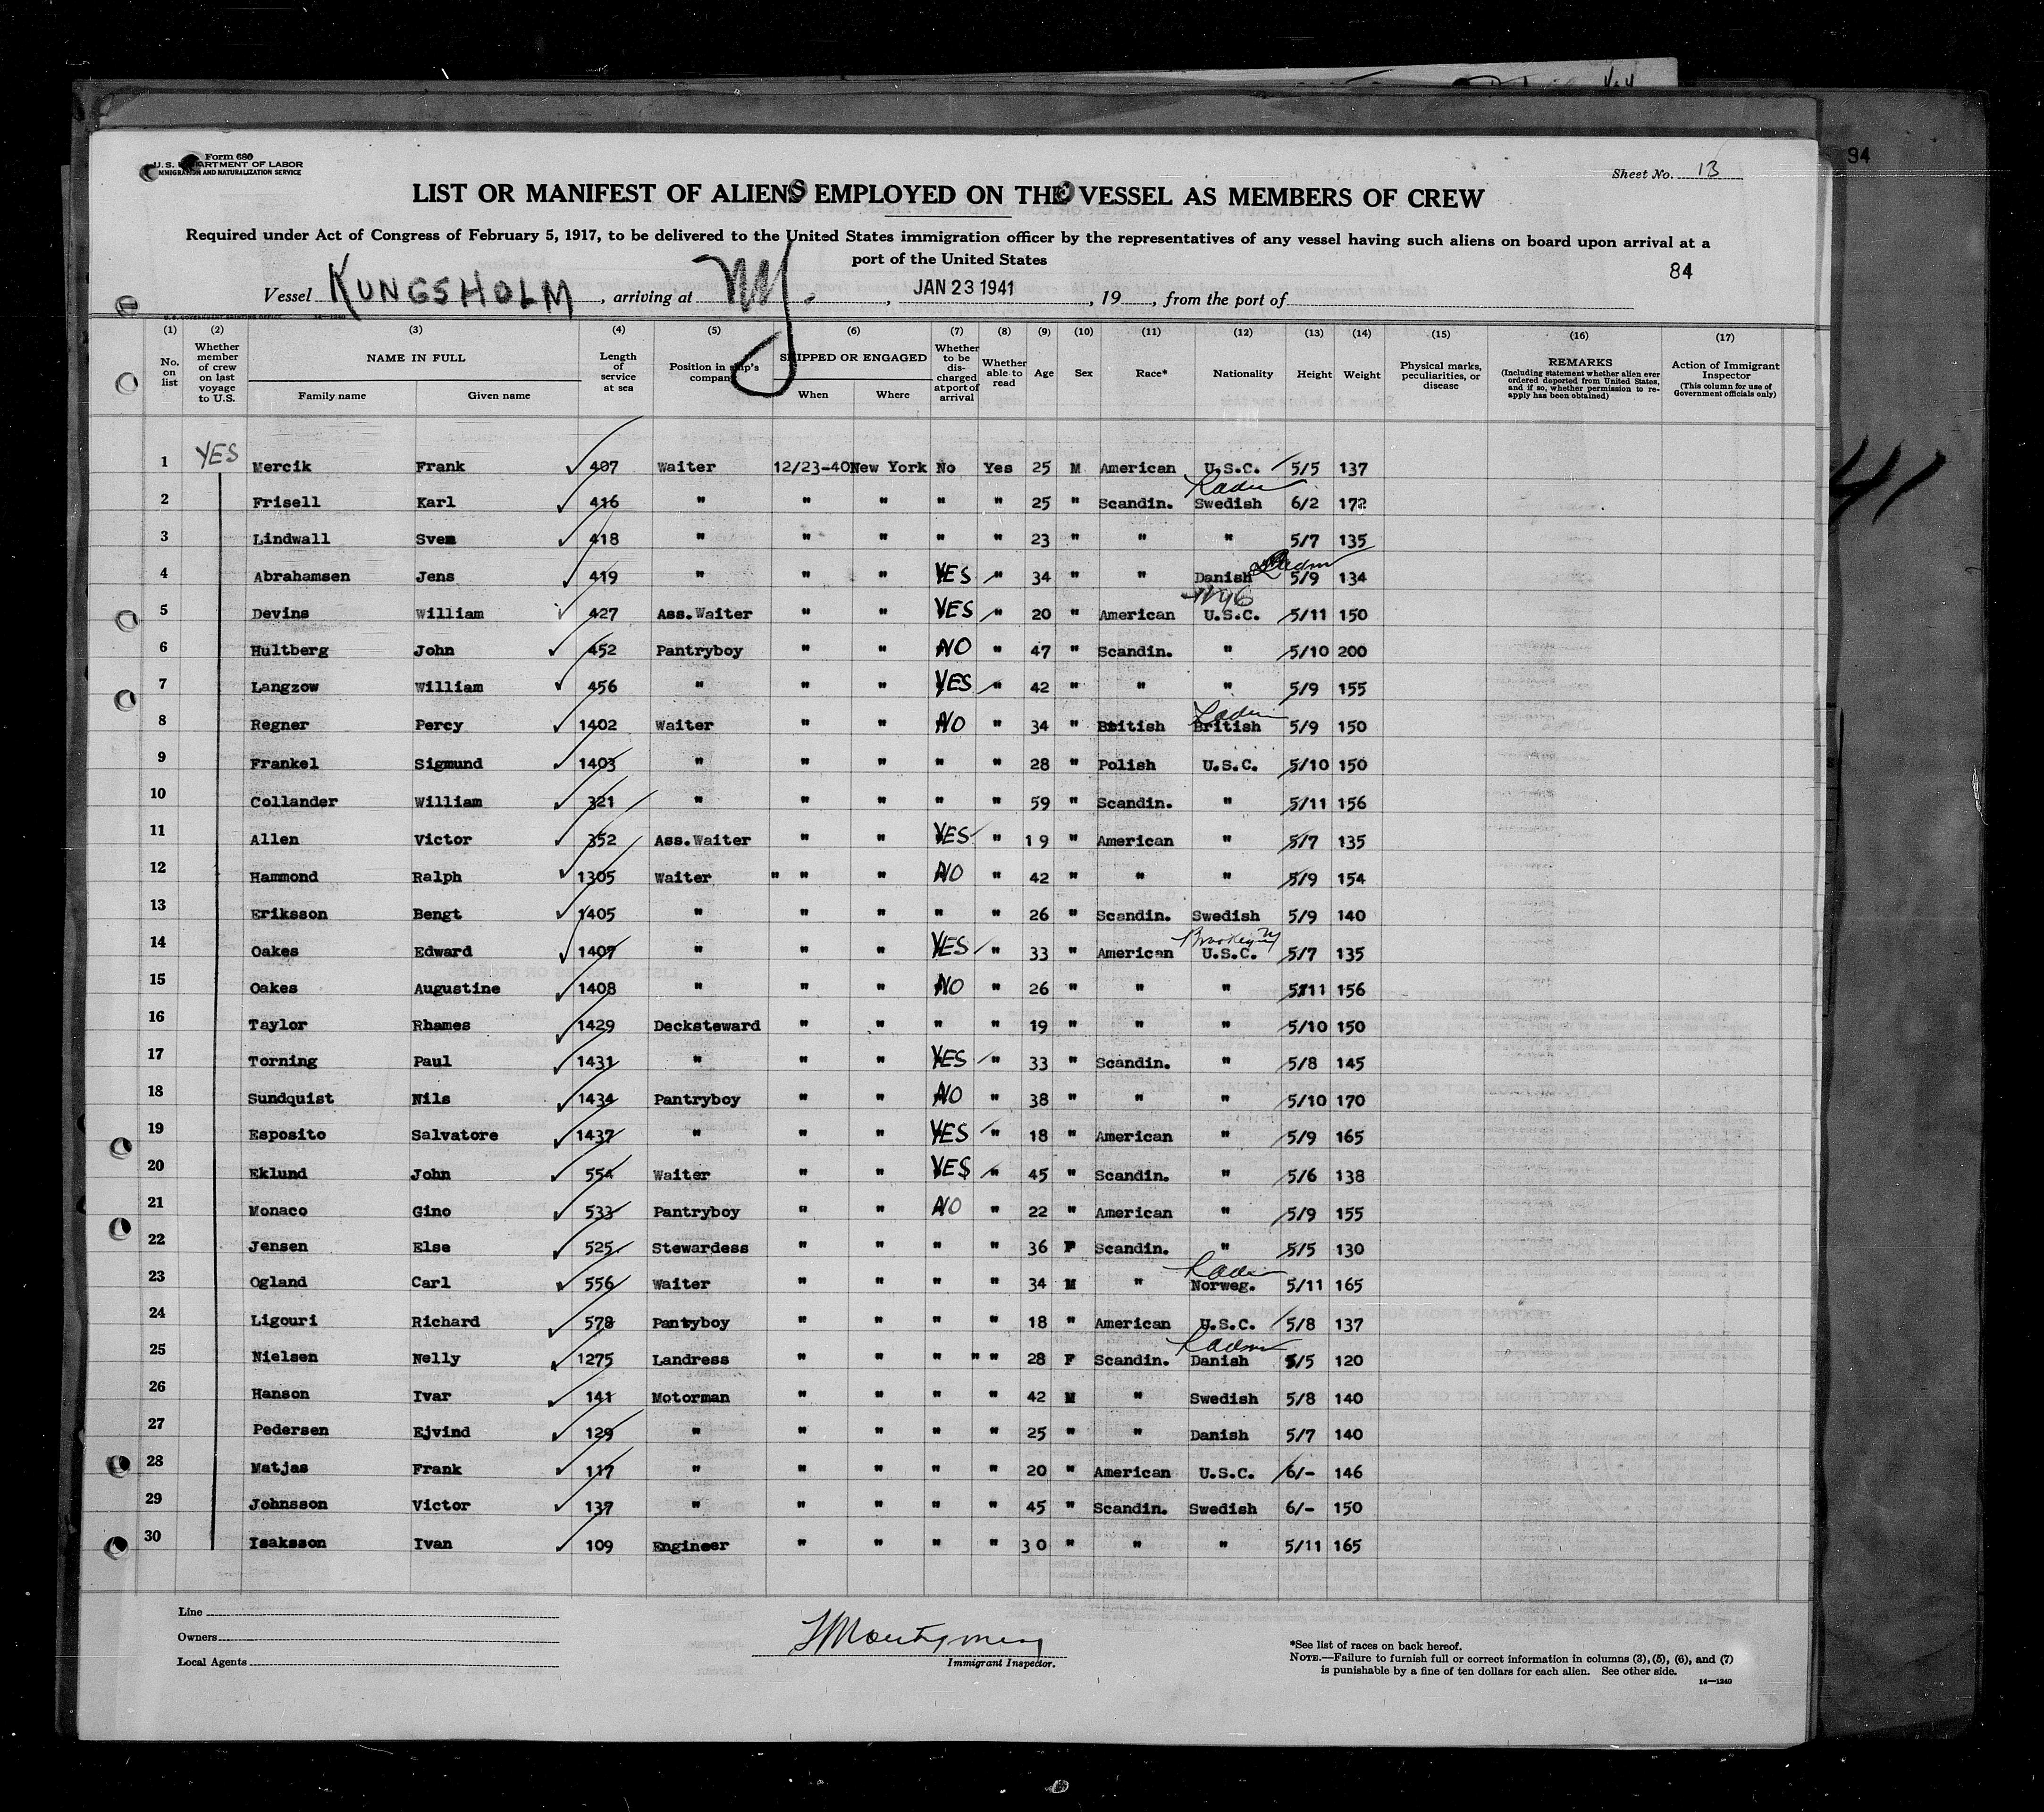 94
Form 680
U.S. DEPARTMENT OF LABOR
IMMIGRATION AND NATURALIZATION SERVICE
Sheet No. 13
LIST OR MANIFEST OF ALIENS EMPLOYED ON THE VESSEL AS MEMBERS OF CREW
Required under Act of Congress of February 5, 1917, to be delivered to the United States immigration officer by the representatives of any vessel having such aliens on board upon arrival at a
port of the United States
84
Vessel KUNGSHOLM, arriving at NY., JAN 23 1941, 19 , from the port of
(1) (2) (3) (4) (5) (6) (7) (8) (9) (10) (11) (12) (13) (14) (15) (16) (17)
No. on list
Whether member of crew on last voyage to U.S.
NAME IN FULL
Family name Given name
Length of service at sea
Position in ship's company
SHIPPED OR ENGAGED
When Where
Whether to be discharged at port of arrival
Whether able to read
Age
Sex
Race*
Nationality
Height
Weight
Physical marks, peculiarities, or disease
REMARKS
(Including statement whether alien ever ordered deported from United States, and if so, whether permission to reapply has been obtained)
Action of Immigrant Inspector
(This column for use of Government officials only)
1 YES Mercik Frank 407 Waiter 12/23-40 New York No Yes 25 M American U.S.C. 5/5 137
2 Frisell Karl 416 " " " " " 25 " Scandin. Swedish 6/2 172
3 Lindwall Sven 418 " " " " " 23 " " " 5/7 135
4 Abrahamsen Jens 419 " " " YES " 34 " " Danish 5/9 134
NYC
5 Devins William 427 Ass.Waiter " " YES " 20 " American U.S.C. 5/11 150
6 Hultberg John 452 Pantryboy " " NO " 47 " Scandin. " 5/10 200
7 Langzow William 456 " " " YES " 42 " " " 5/9 155
8 Regner Percy 1402 Waiter " " NO " 34 " British British 5/9 150
9 Frankel Sigmund 1403 " " " " " 28 " Polish U.S.C. 5/10 150
10 Collander William 321 " " " " " 59 " Scandin. " 5/11 156
11 Allen Victor 352 Ass.Waiter " " YES " 19 " American " 5/7 135
12 Hammond Ralph 1305 Waiter " " " NO " 42 " " " 5/9 154
13 Eriksson Bengt 1405 " " " " " 26 " Scandin. Swedish 5/9 140
14 Oakes Edward 1407 " " " YES " 33 " American U.S.C. 5/7 135
15 Oakes Augustine 1408 " " " NO " 26 " " " 5/11 156
16 Taylor Rhames 1429 Decksteward " " " " 19 " " " 5/10 150
17 Torning Paul 1431 " " " YES " 33 " Scandin. " 5/8 145
18 Sundquist Nils 1434 Pantryboy " " NO " 38 " " " 5/10 170
19 Esposito Salvatore 1437 " " " YES " 18 " American " 5/9 165
20 Eklund John 554 Waiter " " YES " 45 " Scandin. " 5/6 138
21 Monaco Gino 533 Pantryboy " " NO " 22 " American " 5/9 155
22 Jensen Else 525 Stewardess " " " " 36 F Scandin. " 5/5 130
23 Ogland Carl 556 Waiter " " " " 34 M " Norweg. 5/11 165
24 Ligouri Richard 578 Pantyboy " " " " 18 " American U.S.C. 5/8 137
25 Nielsen Nelly 1275 Landress " " " " " 28 F Scandin. Danish 5/5 120
26 Hanson Ivar 141 Motorman " " " " 42 M " Swedish 5/8 140
27 Pedersen Ejvind 129 " " " " " 25 " " Danish 5/7 140
28 Matjas Frank 117 " " " " " 20 " American U.S.C. 6/- 146
29 Johnsson Victor 137 " " " " " 45 " Scandin. Swedish 6/- 150
30 Isaksson Ivan 109 Engineer " " " " 30 " " " 5/11 165
41
Line
Owners
Local Agents
Montgomery
Immigrant Inspector.
*See list of races on back hereof.
NOTE.—Failure to furnish full or correct information in columns (3), (5), (6), and (7)
is punishable by a fine of ten dollars for each alien. See other side.
14—1240